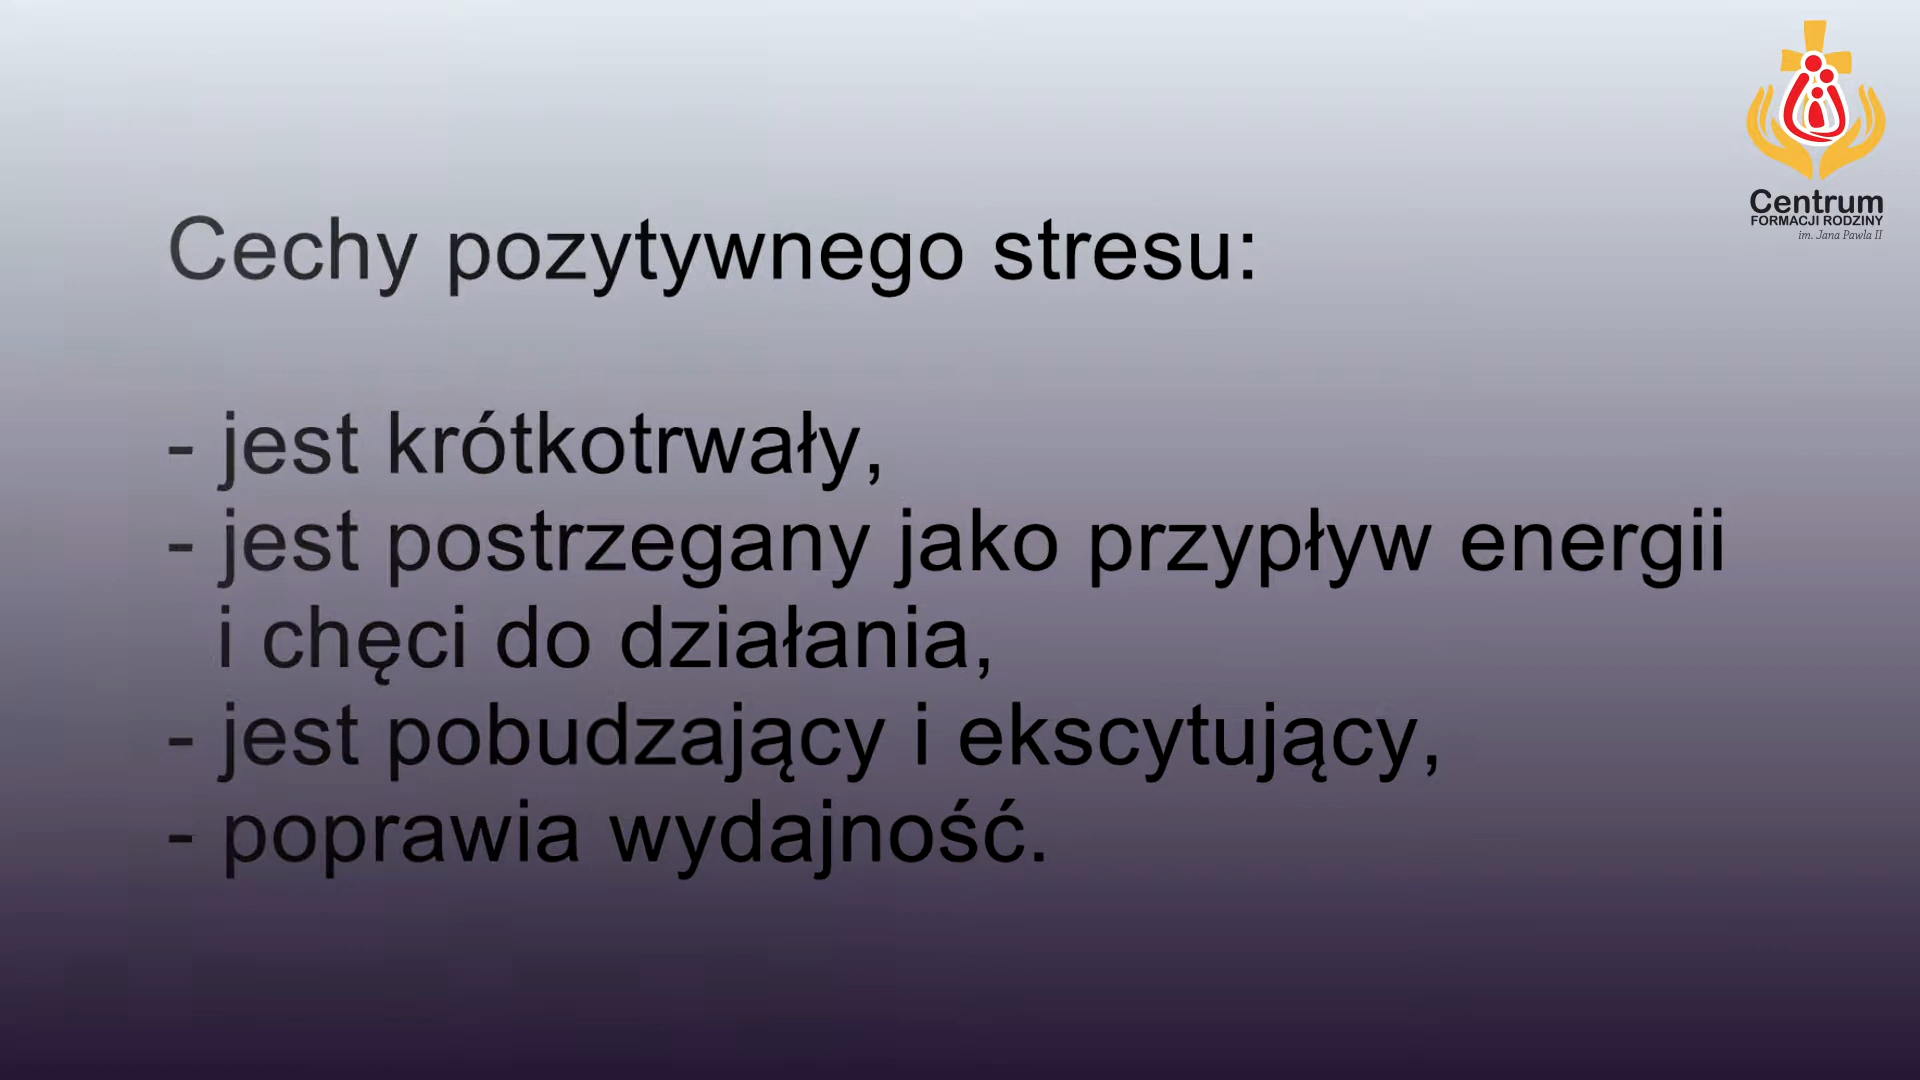 Centrum
FORMACJI RODZINY
im. Jana Pawla II
Cechy pozytywnego stresu:
- jest krótkotrwały,
- jest postrzegany jako przypływ energii
i chęci do działania,
- jest pobudzający i ekscytujący,
- poprawia wydajność.